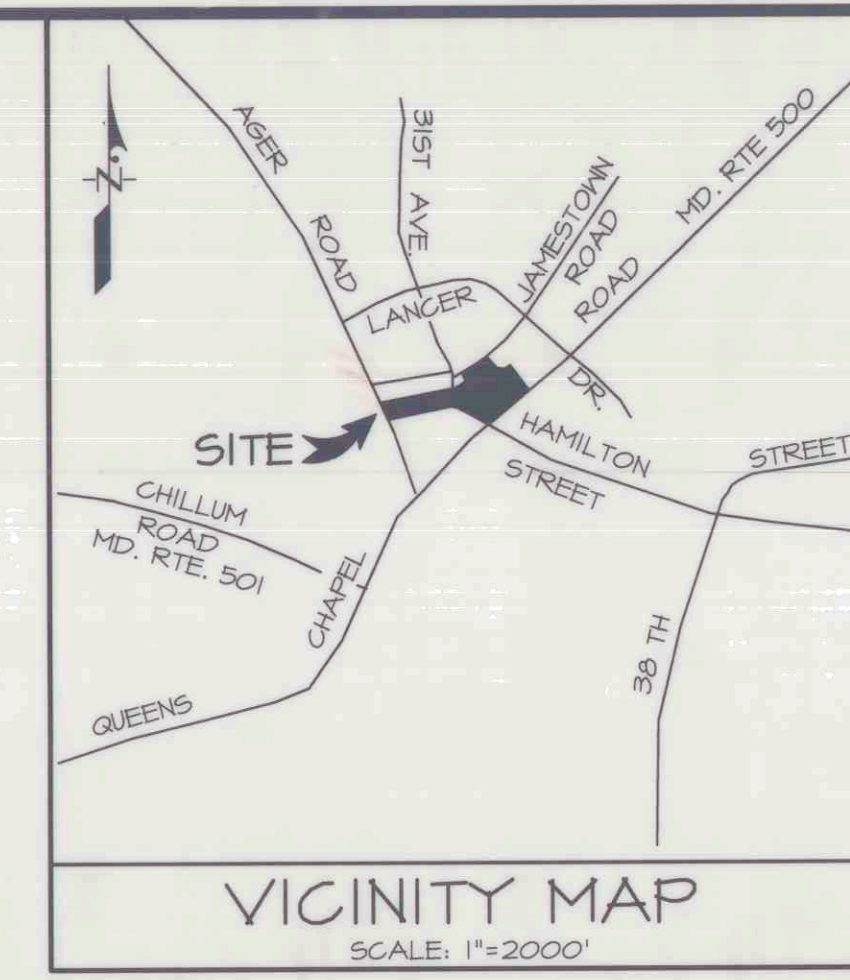 AGER
ROAD
31ST AVE.
JAMESTOWN
ROAD
ROAD
MD. RTE 500
N
LANCER
DR.
SITE
HAMILTON
STREET
STREET
CHILLUM
ROAD
MD. RTE. 501
CHAPEL
38 TH
QUEENS
VICINITY MAP
SCALE: 1"=2000'